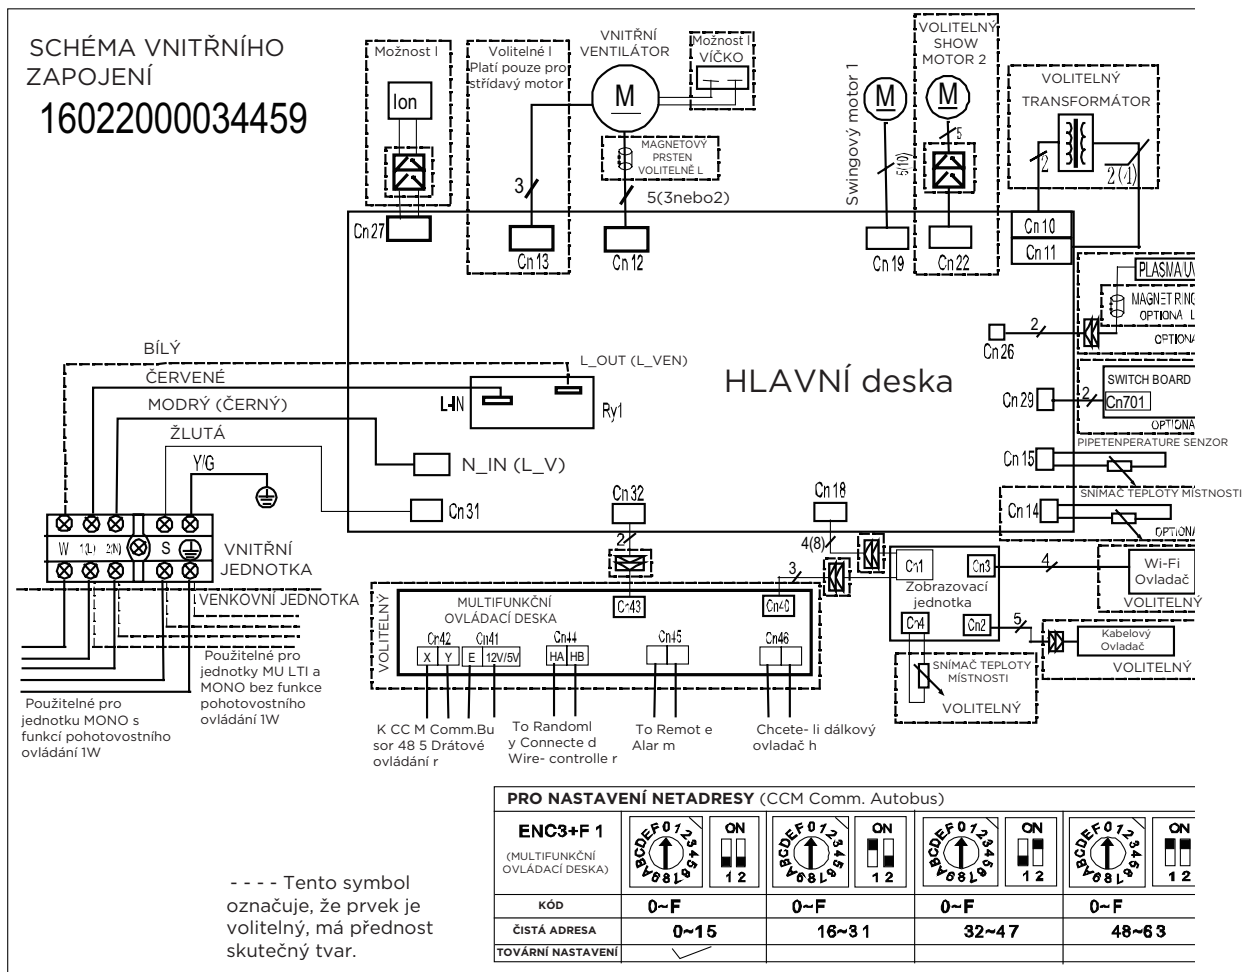 SCHÉMA VNITŘNÍHO
ZAPOJENÍ
16022000034459
Možnost l
Ion
Cn27
Volitelné l
Platí pouze pro
střídavý motor
3
Cn13
VNITŘNÍ
VENTILÁTOR
M
Možnost l
VÍČKO
MAGNETOVÝ
PRSTEN
VOLITELNĚ L
5(3nebo2)
Cn12
Swingový motor 1
M
5(10)
Cn19
VOLITELNÝ
SHOW
MOTOR 2
M
5
Cn22
VOLITELNÝ
TRANSFORMÁTOR
2
Cn10
Cn11
PLASMA/UV
MAGNET RING
OPTIONA L
OPTIONA
2
Cn26
SWITCH BOARD
Cn701
2
Cn29
OPTIONA
PIPETENPERATURE SENZOR
Cn15
SNÍMAČ TEPLOTY MÍSTNOSTI
Cn14
OPTIONA
BÍLÝ
L_OUT (L_VEN)
ČERVENÉ
L-IN
Ry1
HLAVNÍ deska
MODRÝ (ČERNÝ)
ŽLUTÁ
Y/G
N_IN (L_V)
Cn31
Cn32
Cn18
2
4(8)
W 1(L) 2(N) S
VNITŘNÍ
JEDNOTKA
VENKOVNÍ JEDNOTKA
Použitelné pro
jednotky MU LTI a
MONO bez funkce
pohotovostního
ovládání 1W
Použitelné pro
jednotku MONO s
funkcí pohotovostního
ovládání 1W
VOLITELNÝ
MULTIFUNKČNÍ
OVLÁDACÍ DESKA
Cn43
Cn40
3
Cn42 Cn41 Cn44 Cn45 Cn46
X Y E 12V/5V HA HB
K CC M Comm.Bu
sor 48 5 Drátové
ovládání r
To Randoml
y Connecte d
Wire- controlle r
To Remot e
Alar m
Chcete- li dálkový
ovladač h
Cn1
Cn3
Zobrazovací
jednotka
Cn4
Cn2
4
Wi-Fi
Ovladač
VOLITELNÝ
5
Kabelový
Ovladač
VOLITELNÝ
SNÍMAČ TEPLOTY
MÍSTNOSTI
VOLITELNÝ
PRO NASTAVENÍ NETADRESY (CCM Comm. Autobus)
ENC3+F 1
(MULTIFUNKČNÍ
OVLÁDACÍ DESKA)
0123456789ABCDEF ON 1 2
0123456789ABCDEF ON 1 2
0123456789ABCDEF ON 1 2
0123456789ABCDEF ON 1 2
KÓD 0~F 0~F 0~F 0~F
ČISTÁ ADRESA 0~15 16~31 32~47 48~63
TOVÁRNÍ NASTAVENÍ
- - - - Tento symbol
označuje, že prvek je
volitelný, má přednost
skutečný tvar.